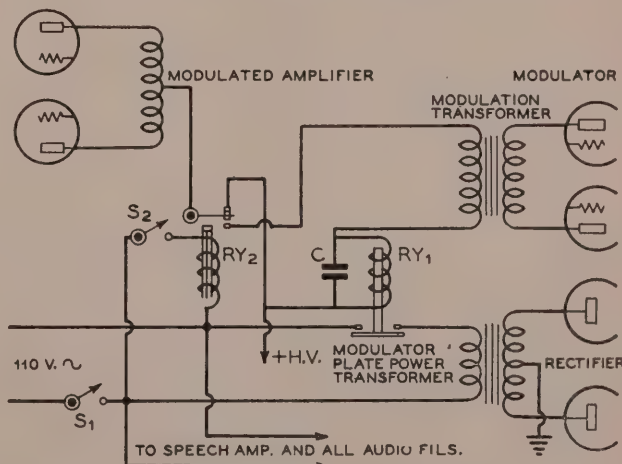 MODULATED AMPLIFIER
MODULATOR
MODULATION
TRANSFORMER
S2
RY2
C
RY1
+H.V.
MODULATOR
PLATE POWER
TRANSFORMER
RECTIFIER
110 V. ~
S1
TO SPEECH AMP. AND ALL AUDIO FILS.